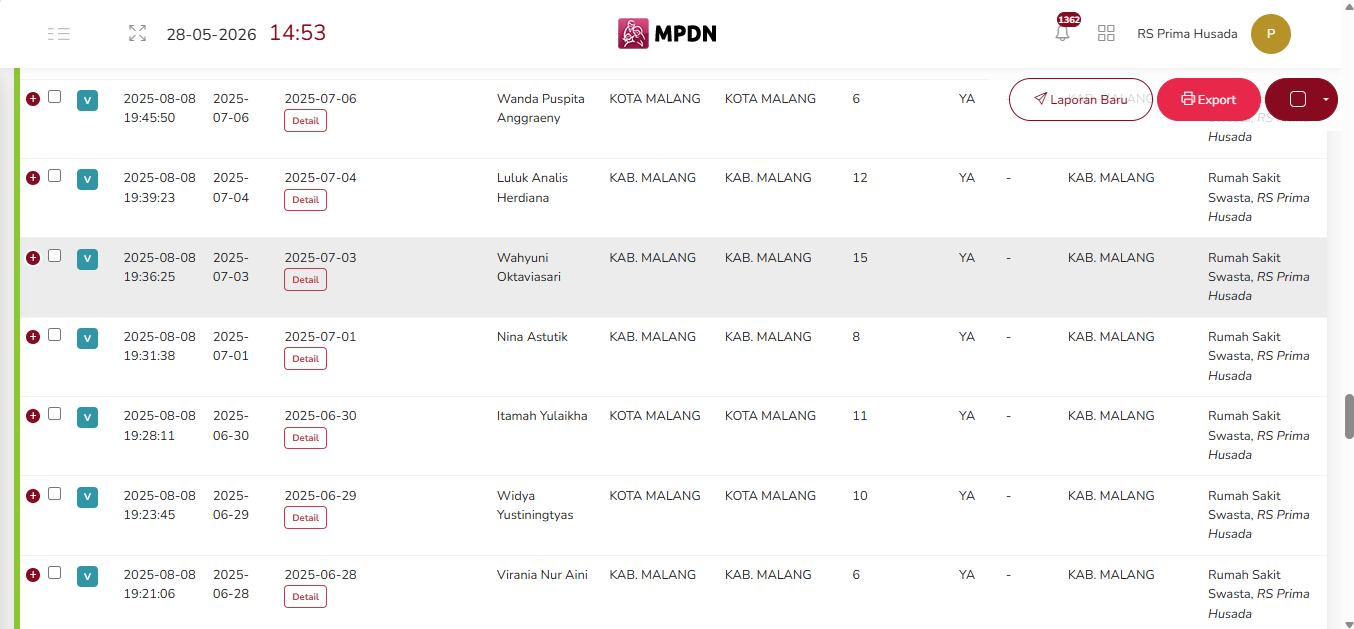 28-05-2026 14:53
MPDN
1362
RS Prima Husada
P
Laporan Baru
Export
V 2025-08-08 2025- 2025-07-06 Wanda Puspita KOTA MALANG KOTA MALANG 6 YA - KAB. MALANG
19:45:50 07-06 Detail Anggraeny Swasta, RS
Husada
V 2025-08-08 2025- 2025-07-04 Luluk Analis KAB. MALANG KAB. MALANG 12 YA - KAB. MALANG Rumah Sakit
19:39:23 07-04 Detail Herdiana Swasta, RS Prima
Husada
V 2025-08-08 2025- 2025-07-03 Wahyuni KAB. MALANG KAB. MALANG 15 YA - KAB. MALANG Rumah Sakit
19:36:25 07-03 Detail Oktaviasari Swasta, RS Prima
Husada
V 2025-08-08 2025- 2025-07-01 Nina Astutik KAB. MALANG KAB. MALANG 8 YA - KAB. MALANG Rumah Sakit
19:31:38 07-01 Detail Swasta, RS Prima
Husada
V 2025-08-08 2025- 2025-06-30 Itamah Yulaikha KOTA MALANG KOTA MALANG 11 YA - KAB. MALANG Rumah Sakit
19:28:11 06-30 Detail Swasta, RS Prima
Husada
V 2025-08-08 2025- 2025-06-29 Widya KOTA MALANG KOTA MALANG 10 YA - KAB. MALANG Rumah Sakit
19:23:45 06-29 Detail Yustiningtyas Swasta, RS Prima
Husada
V 2025-08-08 2025- 2025-06-28 Virania Nur Aini KAB. MALANG KAB. MALANG 6 YA - KAB. MALANG Rumah Sakit
19:21:06 06-28 Detail Swasta, RS Prima
Husada